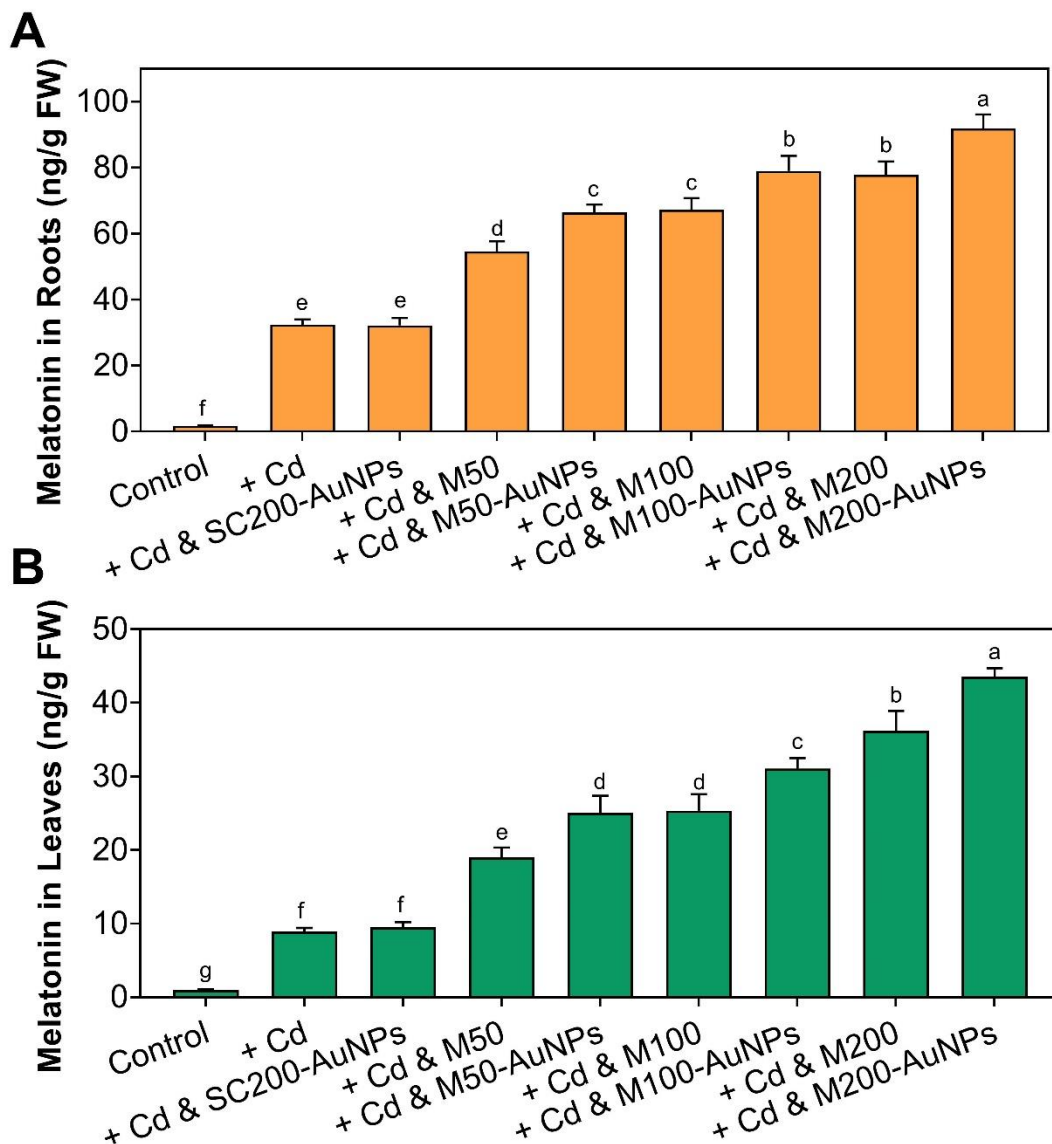 A
Melatonin in Roots (ng/g FW)
100
80
60
40
20
0
f
e
e
d
c
c
b
b
a
Control
+ Cd
+ Cd & SC200-AuNPs
+ Cd & M50
+ Cd & M50-AuNPs
+ Cd & M100
+ Cd & M100-AuNPs
+ Cd & M200
+ Cd & M200-AuNPs
B
Melatonin in Leaves (ng/g FW)
50
40
30
20
10
0
g
f
f
e
d
d
c
b
a
Control
+ Cd
+ Cd & SC200-AuNPs
+ Cd & M50
+ Cd & M50-AuNPs
+ Cd & M100
+ Cd & M100-AuNPs
+ Cd & M200
+ Cd & M200-AuNPs